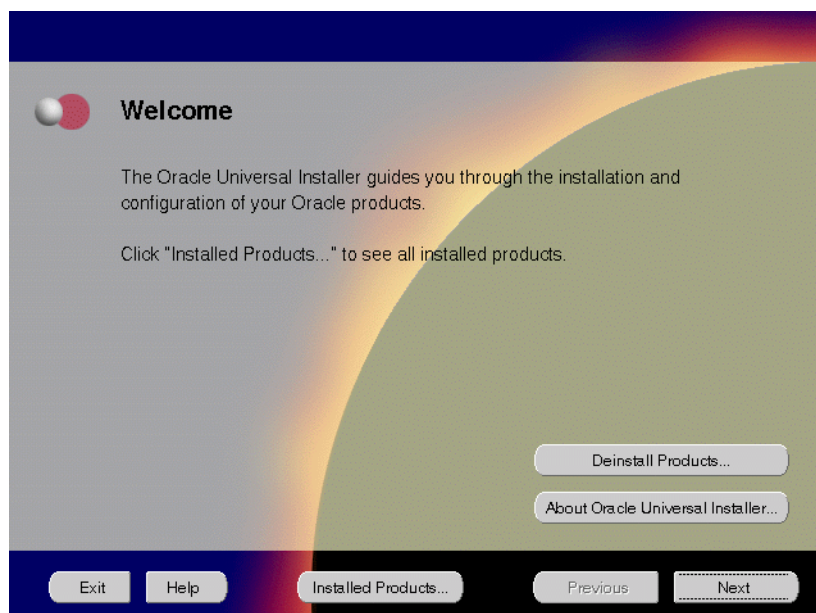 Welcome
The Oracle Universal Installer guides you through the installation and
configuration of your Oracle products.
Click "Installed Products..." to see all installed products.
Deinstall Products...
About Oracle Universal Installer...
Exit Help Installed Products... Previous Next